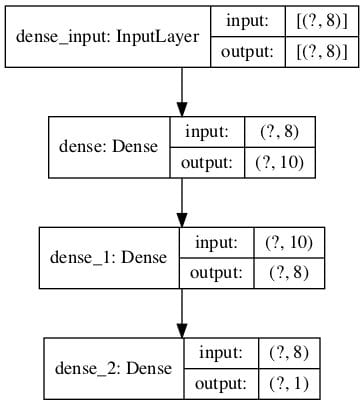 dense_input: InputLayer
input: [(?, 8)]
output: [(?, 8)]
dense: Dense
input: (?, 8)
output: (?, 10)
dense_1: Dense
input: (?, 10)
output: (?, 8)
dense_2: Dense
input: (?, 8)
output: (?, 1)